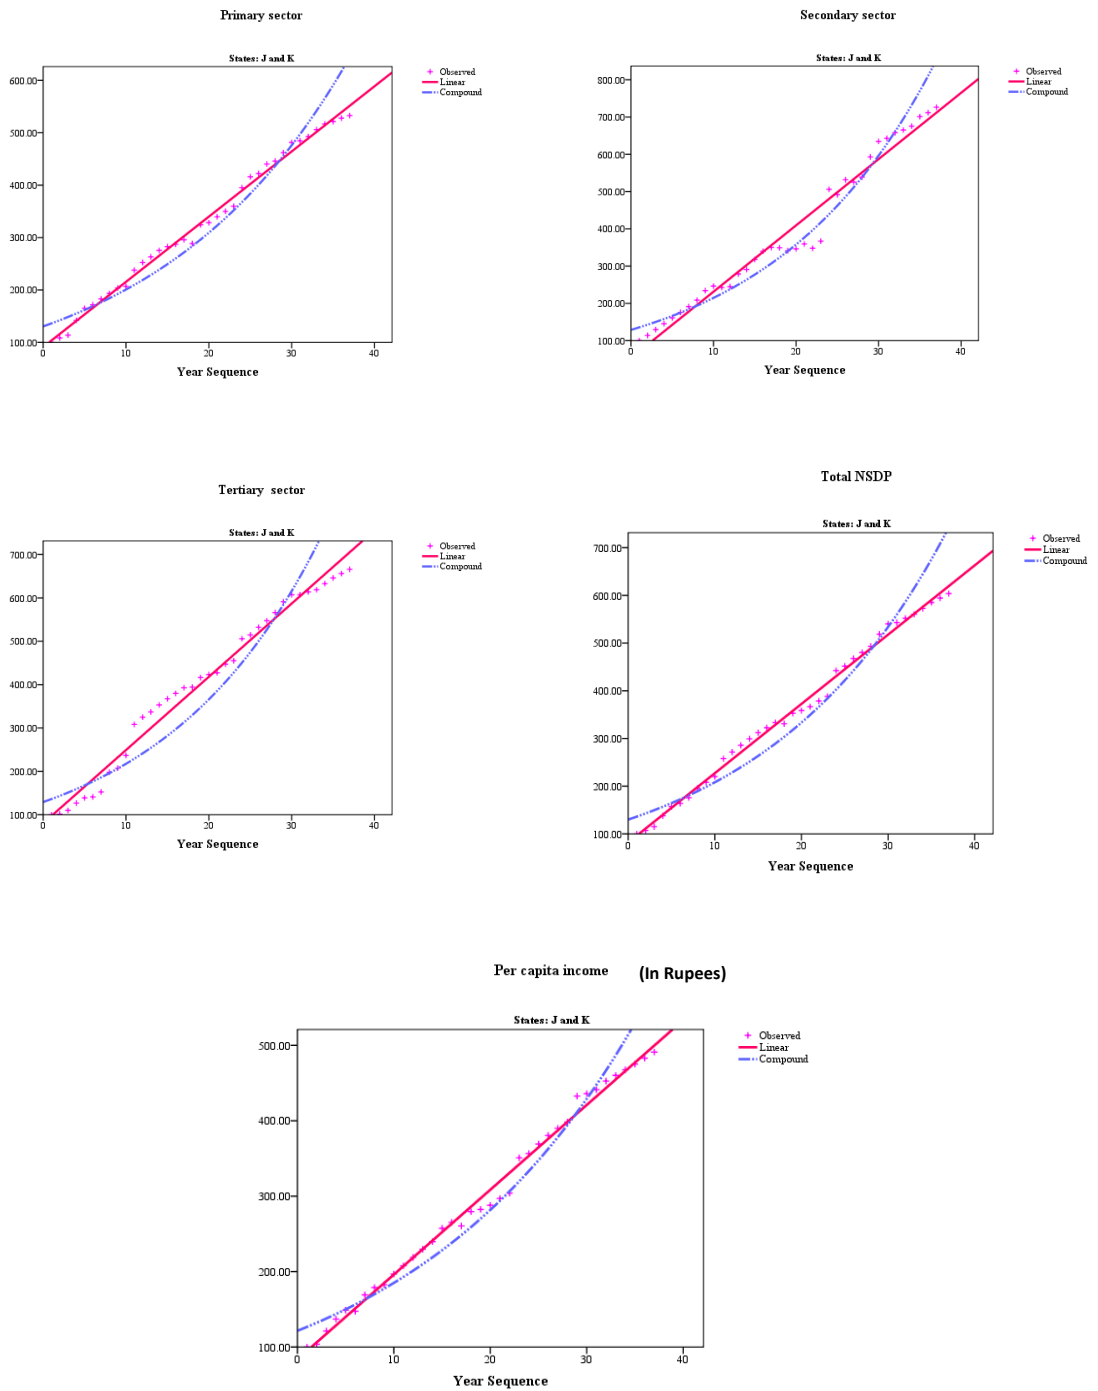 Primary sector
States: J and K
600.00
500.00
400.00
300.00
200.00
100.00
0 10 20 30 40
Year Sequence
Observed
Linear
Compound
Secondary sector
States: J and K
800.00
700.00
600.00
500.00
400.00
300.00
200.00
100.00
0 10 20 30 40
Year Sequence
Observed
Linear
Compound
Tertiary sector
States: J and K
700.00
600.00
500.00
400.00
300.00
200.00
100.00
0 10 20 30 40
Year Sequence
Observed
Linear
Compound
Total NSDP
States: J and K
700.00
600.00
500.00
400.00
300.00
200.00
100.00
0 10 20 30 40
Year Sequence
Observed
Linear
Compound
Per capita income (In Rupees)
States: J and K
500.00
400.00
300.00
200.00
100.00
0 10 20 30 40
Year Sequence
Observed
Linear
Compound